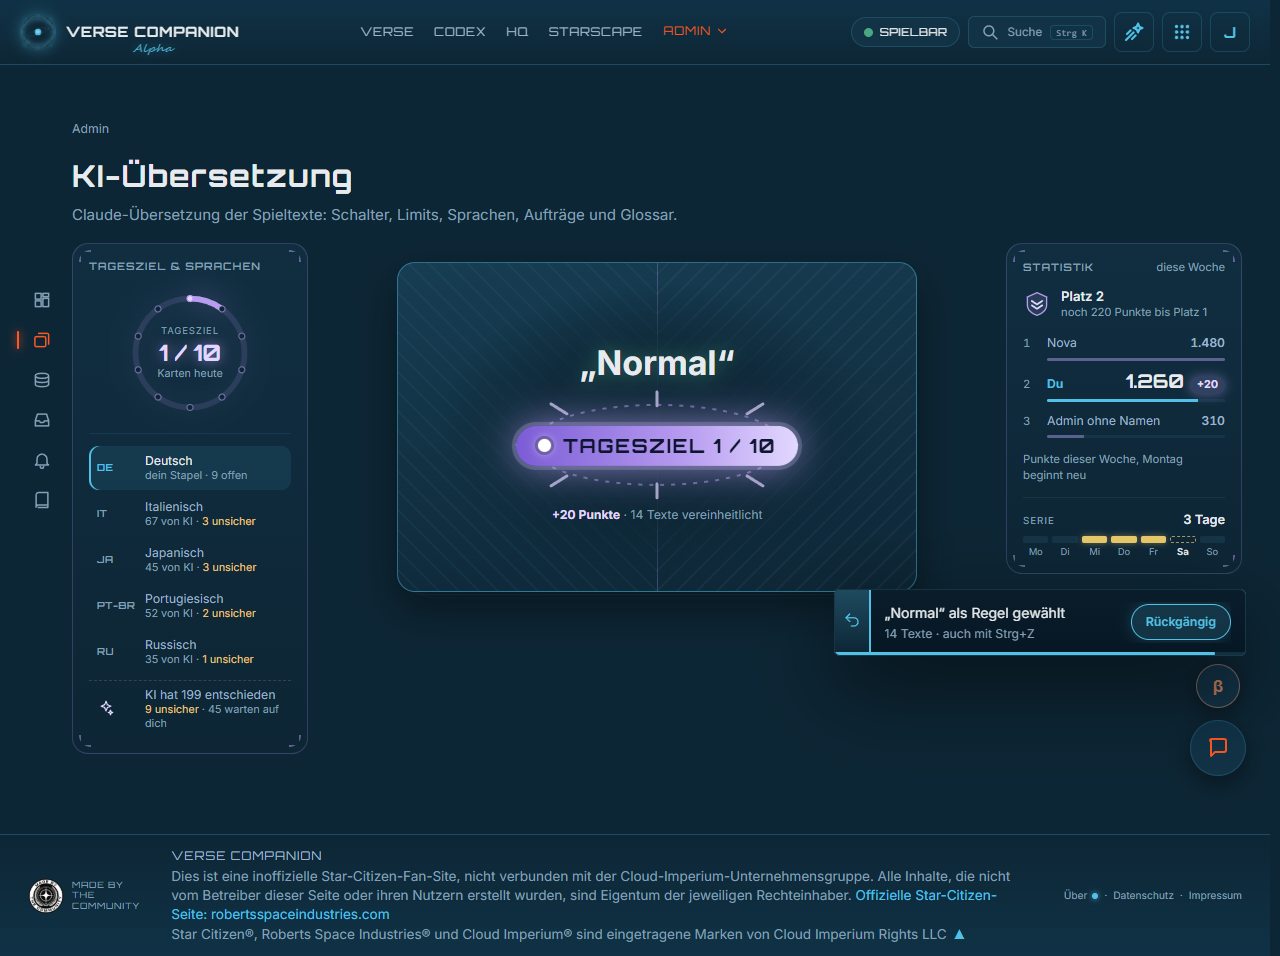 VERSE COMPANION
Alpha
VERSE
CODEX
HQ
STARSCAPE
ADMIN
SPIELBAR
Suche
Strg K
Admin
KI-Übersetzung
Claude-Übersetzung der Spieltexte: Schalter, Limits, Sprachen, Aufträge und Glossar.
TAGESZIEL & SPRACHEN
TAGESZIEL
1 / 10
Karten heute
DE
Deutsch
dein Stapel · 9 offen
IT
Italienisch
67 von KI · 3 unsicher
JA
Japanisch
45 von KI · 3 unsicher
PT-BR
Portugiesisch
52 von KI · 2 unsicher
RU
Russisch
35 von KI · 1 unsicher
KI hat 199 entschieden
9 unsicher · 45 warten auf
dich
„Normal“
TAGESZIEL 1 / 10
+20 Punkte · 14 Texte vereinheitlicht
STATISTIK
diese Woche
Platz 2
noch 220 Punkte bis Platz 1
1 Nova 1.480
2 Du 1.260 +20
3 Admin ohne Namen 310
Punkte dieser Woche, Montag
beginnt neu
SERIE
3 Tage
Mo Di Mi Do Fr Sa So
„Normal“ als Regel gewählt
14 Texte · auch mit Strg+Z
Rückgängig
β
MADE BY
THE
COMMUNITY
VERSE COMPANION
Dies ist eine inoffizielle Star-Citizen-Fan-Site, nicht verbunden mit der Cloud-Imperium-Unternehmensgruppe. Alle Inhalte, die nicht
vom Betreiber dieser Seite oder ihren Nutzern erstellt wurden, sind Eigentum der jeweiligen Rechteinhaber. Offizielle Star-Citizen-
Seite: robertsspaceindustries.com
Star Citizen®, Roberts Space Industries® und Cloud Imperium® sind eingetragene Marken von Cloud Imperium Rights LLC ▲
Über · Datenschutz · Impressum